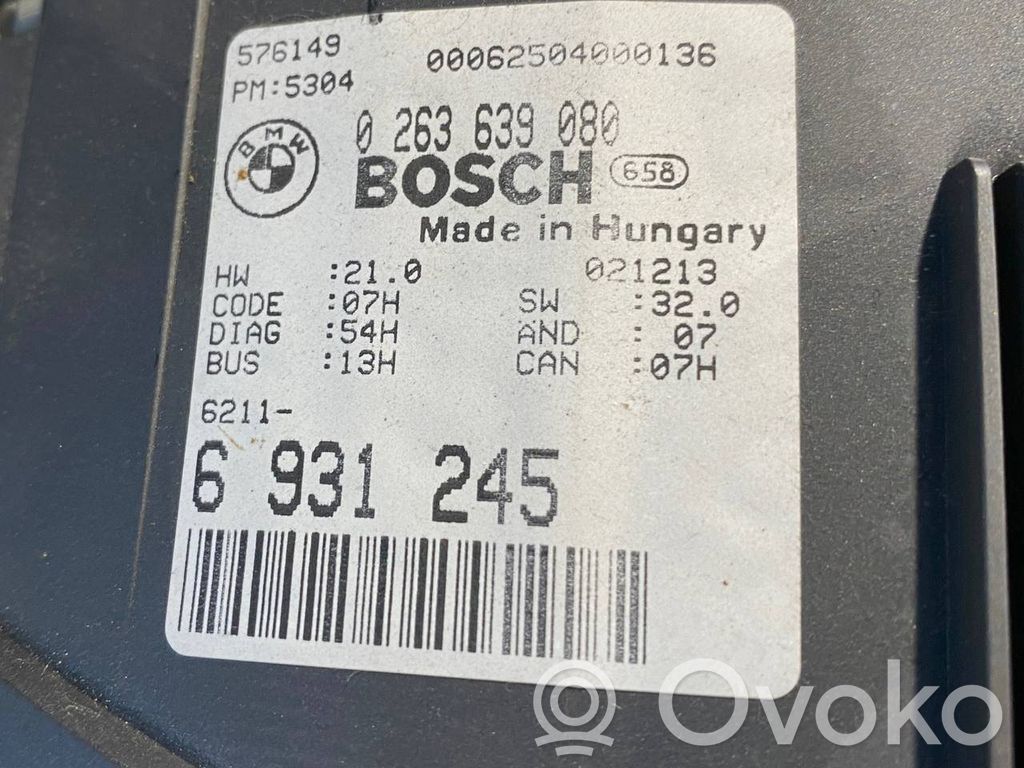 576149 00062504000136
PM:5304
0 263 639 080
BMW
BOSCH 658
Made in Hungary
HW :21.0 021213
CODE :07H SW :32.0
DIAG :54H AND : 07
BUS :13H CAN :07H
6211-
6 931 245
Ovoko